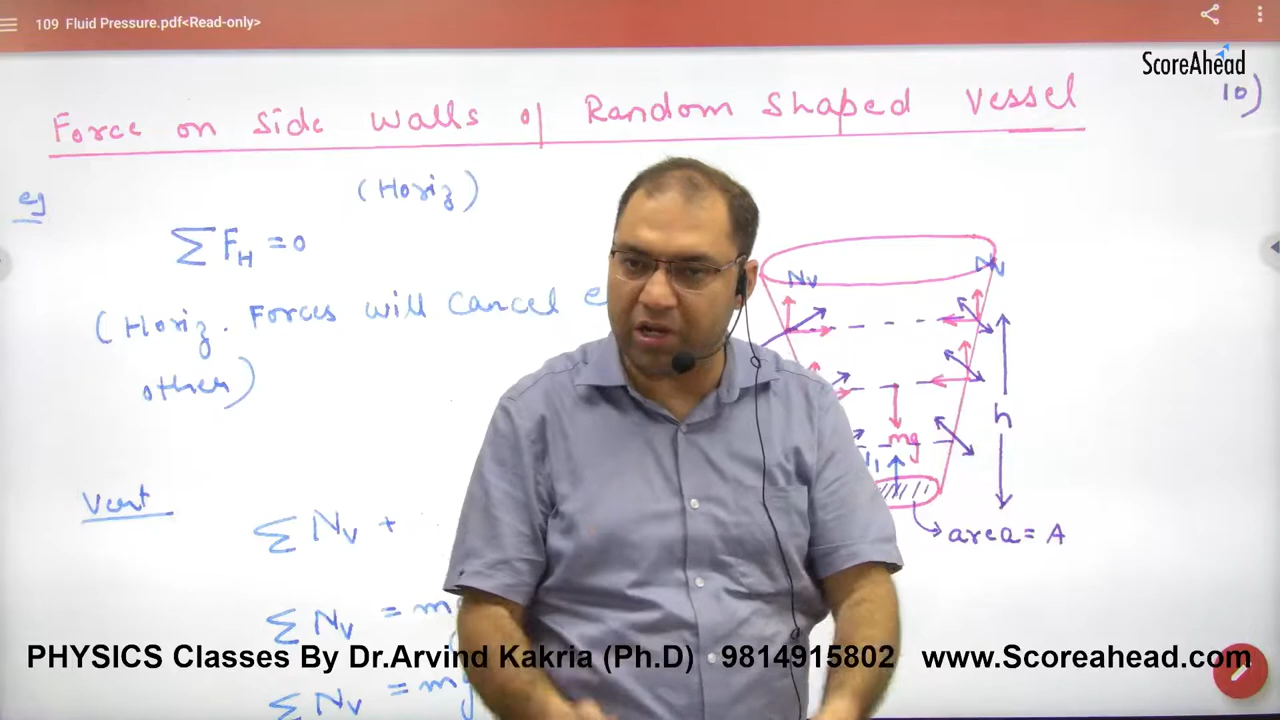 109 Fluid Pressure.pdf<Read-only>
ScoreAhead
10)
Force on Side Walls of Random Shaped Vessel
eg
(Horiz)
ΣF_H = 0
(Horiz. Forces will cancel
other)
Nv
Nv
h
mg
area = A
Vert
ΣNv +
ΣNv =
ΣNv =
PHYSICS Classes By Dr.Arvind Kakria (Ph.D) 9814915802 www.Scoreahead.com